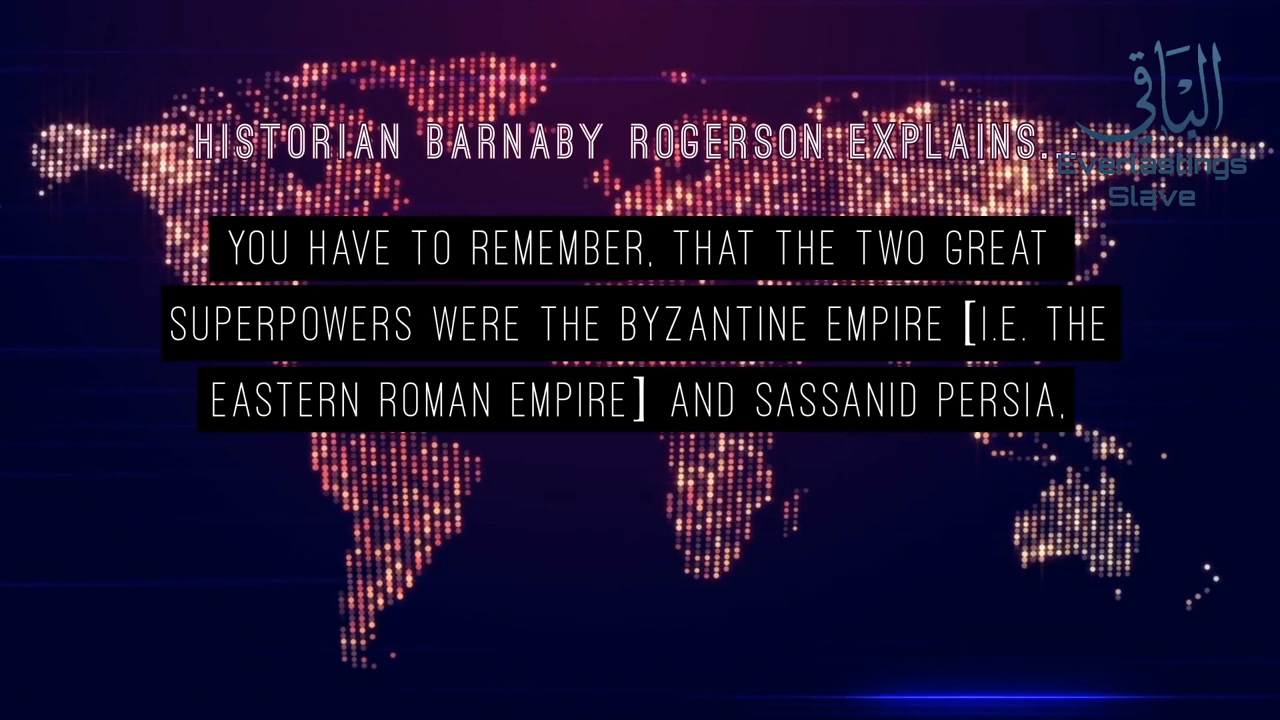 HISTORIAN BARNABY ROGERSON EXPLAINS...
الباقي
Everlastings
Slave
YOU HAVE TO REMEMBER, THAT THE TWO GREAT
SUPERPOWERS WERE THE BYZANTINE EMPIRE [I.E. THE
EASTERN ROMAN EMPIRE] AND SASSANID PERSIA,